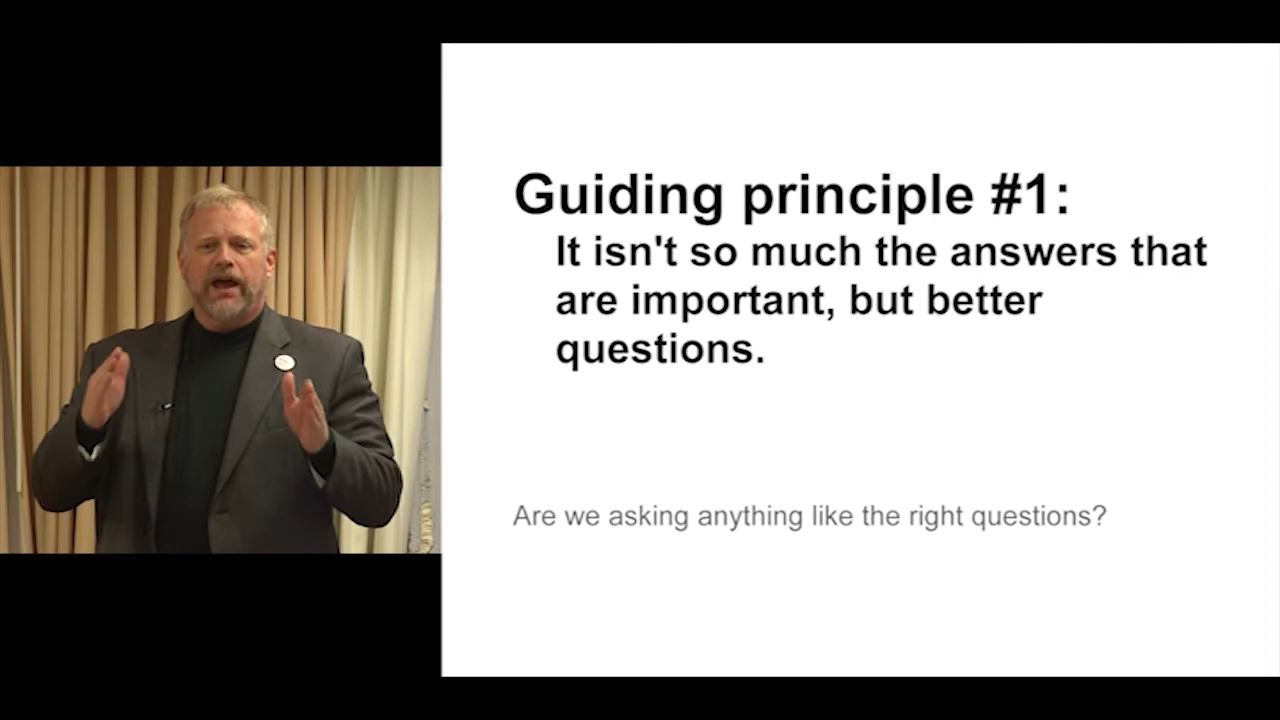 Guiding principle #1:
It isn't so much the answers that
are important, but better
questions.
Are we asking anything like the right questions?